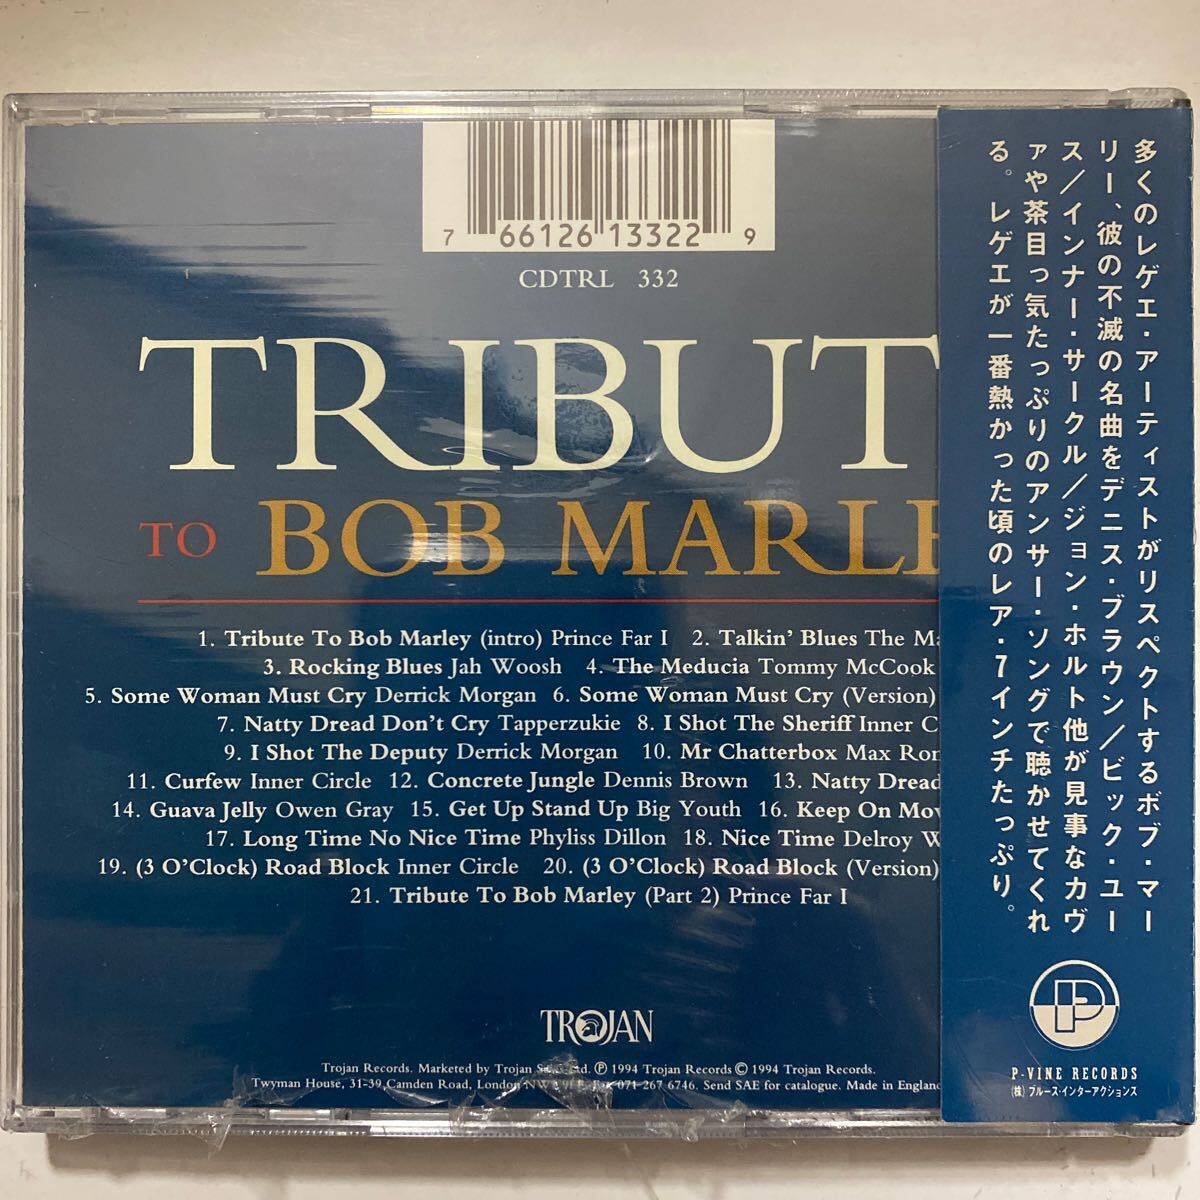 7 66126 13322 9
CDTRL 332
TRIBUT
TO BOB MARLE
1. Tribute To Bob Marley (intro) Prince Far I 2. Talkin' Blues The Ma
3. Rocking Blues Jah Woosh 4. The Meducia Tommy McCook
5. Some Woman Must Cry Derrick Morgan 6. Some Woman Must Cry (Version)
7. Natty Dread Don't Cry Tapperzukie 8. I Shot The Sheriff Inner C
9. I Shot The Deputy Derrick Morgan 10. Mr Chatterbox Max Rom
11. Curfew Inner Circle 12. Concrete Jungle Dennis Brown 13. Natty Dread
14. Guava Jelly Owen Gray 15. Get Up Stand Up Big Youth 16. Keep On Mov
17. Long Time No Nice Time Phyliss Dillon 18. Nice Time Delroy W
19. (3 O'Clock) Road Block Inner Circle 20. (3 O'Clock) Road Block (Version)
21. Tribute To Bob Marley (Part 2) Prince Far I
TROJAN
Trojan Records. Marketed by Trojan Ltd. ℗ 1994 Trojan Records © 1994 Trojan Records.
Twyman House, 31-39, Camden Road, London NW1 Fax 071 267 6746. Send SAE for catalogue. Made in England
多くのレゲエ・アーティストがリスペクトするボブ・マー
リー、彼の不滅の名曲をデニス・ブラウン/ビック・ユー
ス/インナー・サークル/ジョン・ホルト他が見事なカヴ
ァや茶目っ気たっぷりのアンサー・ソングで聴かせてくれ
る。レゲエが一番熱かった頃のレア・7インチたっぷり。
P
P-VINE RECORDS
(株)ブルース・インターアクションズ